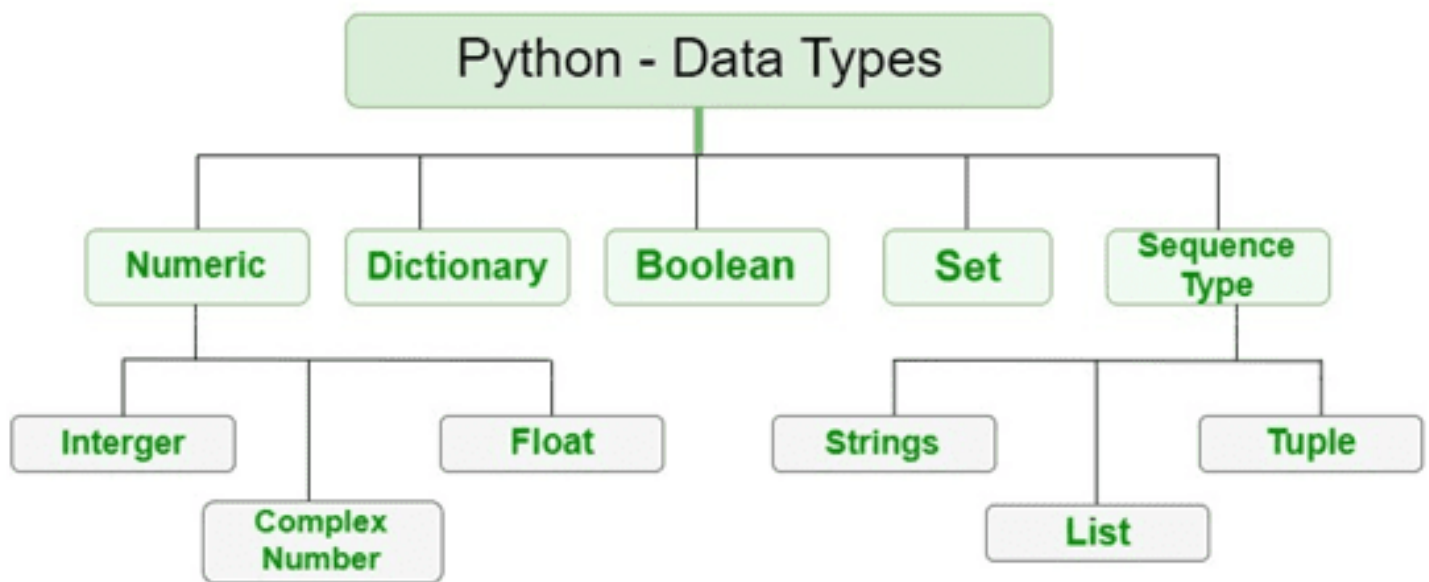 Python - Data Types
Numeric
Dictionary
Boolean
Set
Sequence
Type
Interger
Float
Strings
Tuple
Complex
Number
List